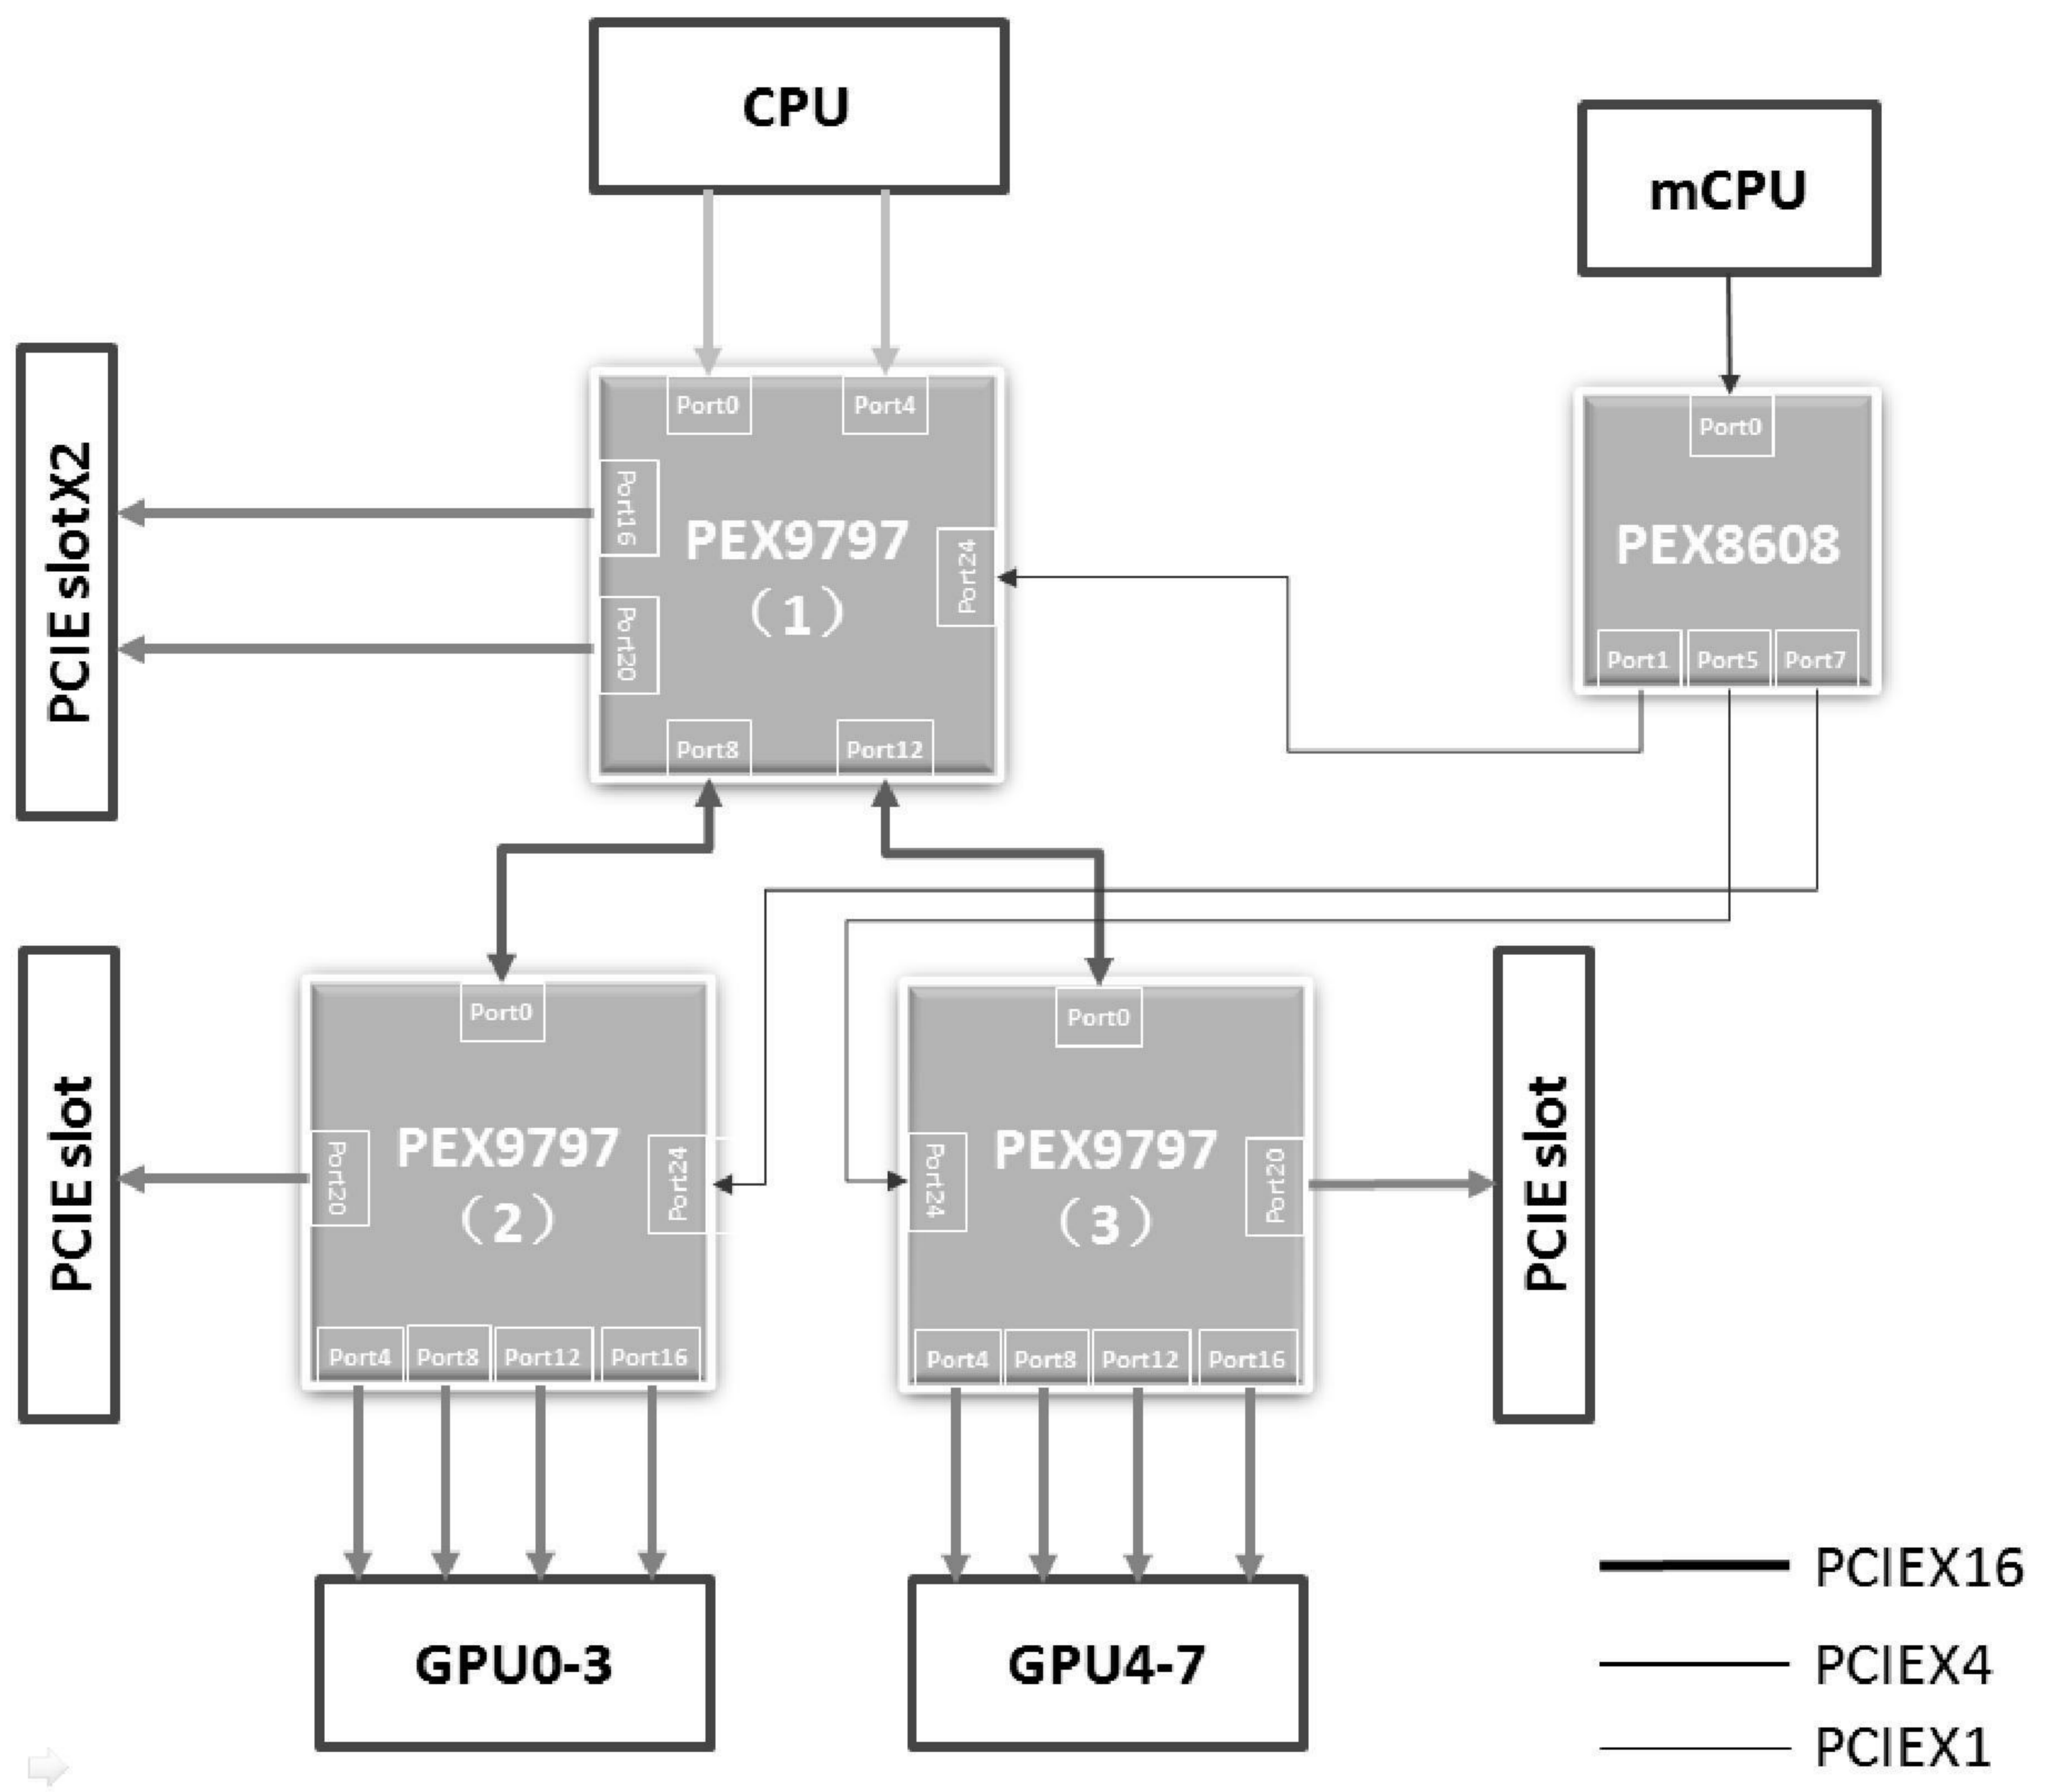 CPU
mCPU
Port0
Port4
Port0
PCIE slotX2
Port16
PEX9797
（1）
Port24
PEX8608
Port20
Port1
Port5
Port7
Port8
Port12
PCIE slot
Port0
Port0
PCIE slot
Port20
PEX9797
（2）
Port24
Port24
PEX9797
（3）
Port20
Port4
Port8
Port12
Port16
Port4
Port8
Port12
Port16
GPU0-3
GPU4-7
PCIEX16
PCIEX4
PCIEX1